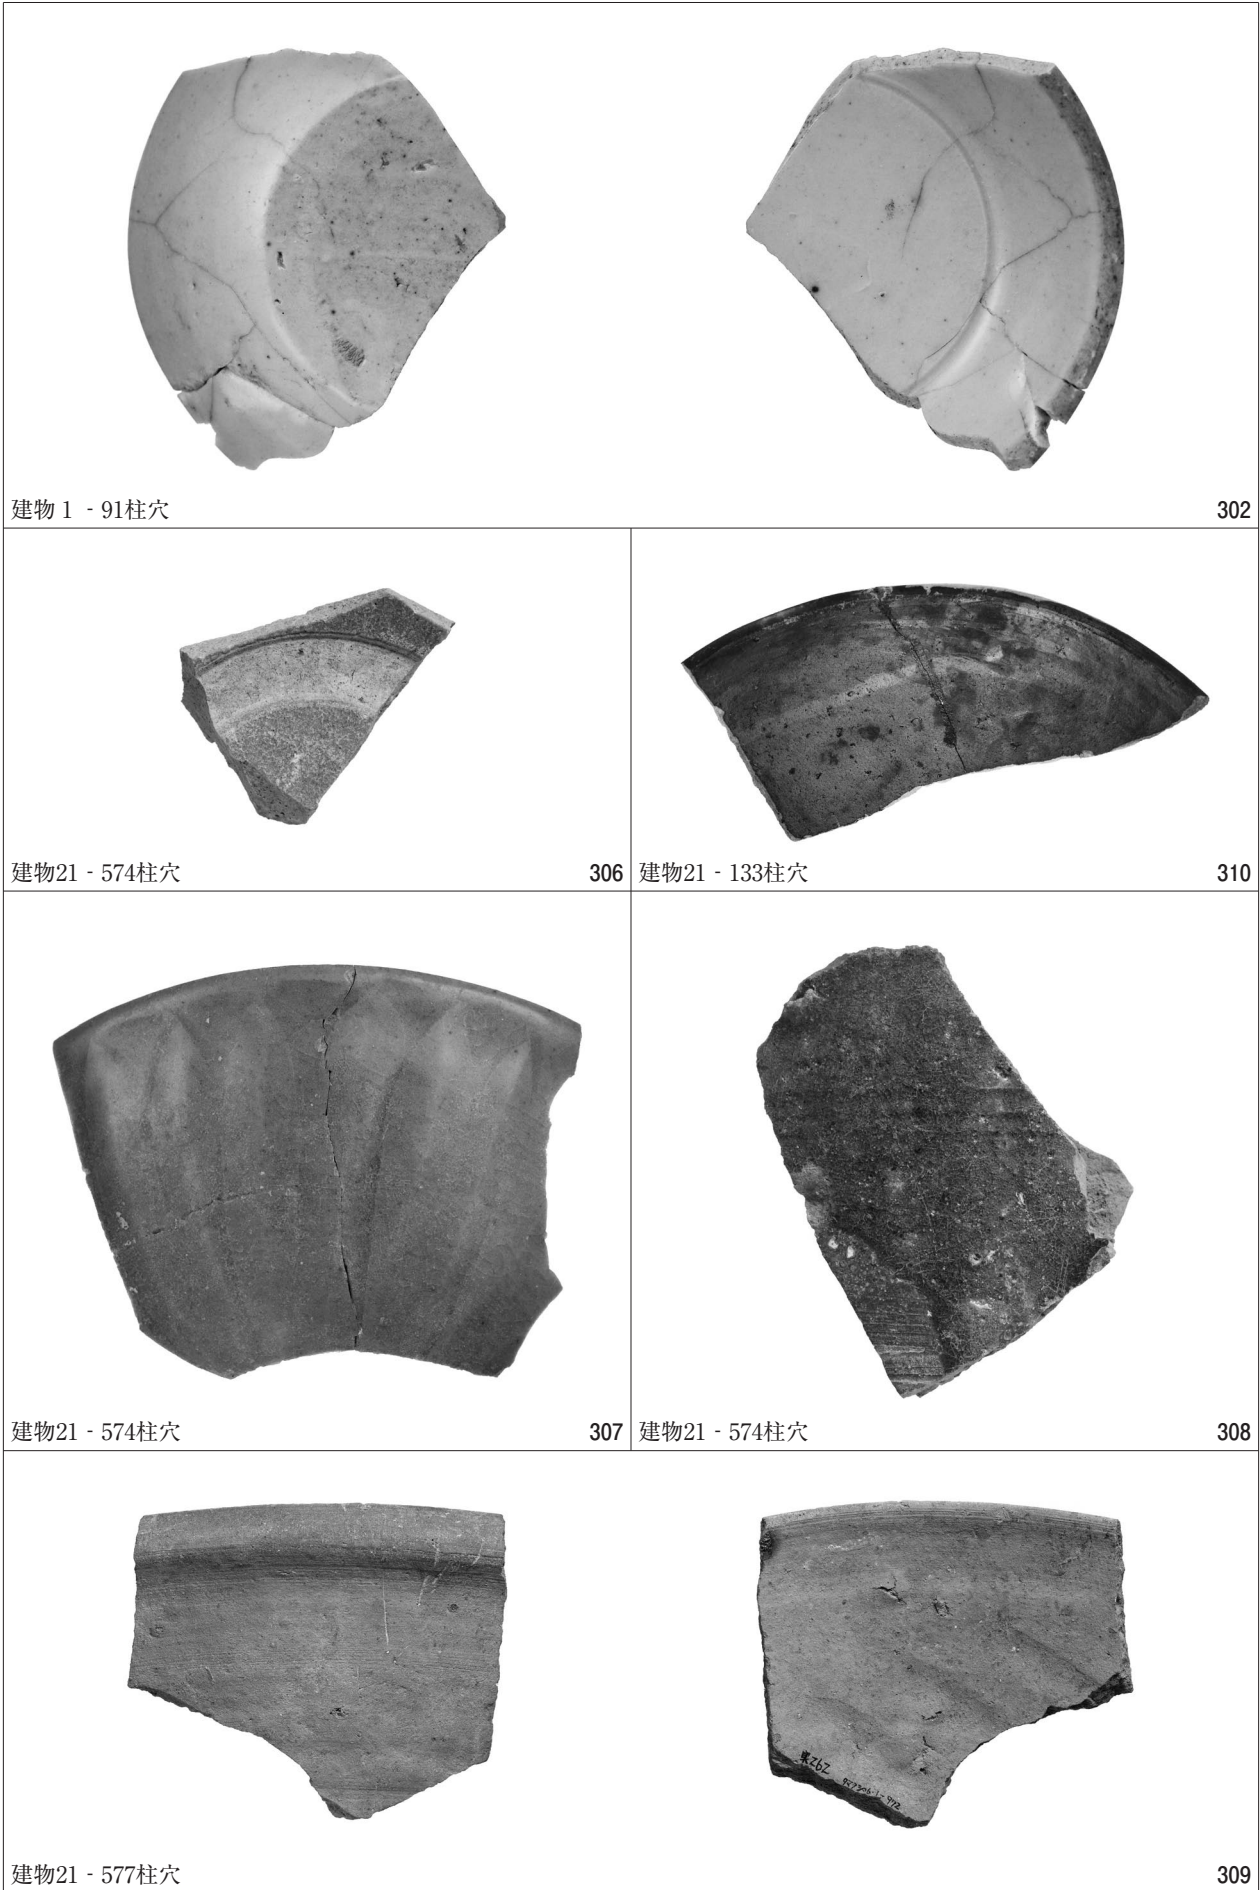 建物 1 - 91柱穴 302
建物21 - 574柱穴 306
建物21 - 133柱穴 310
建物21 - 574柱穴 307
建物21 - 574柱穴 308
建物21 - 577柱穴 309